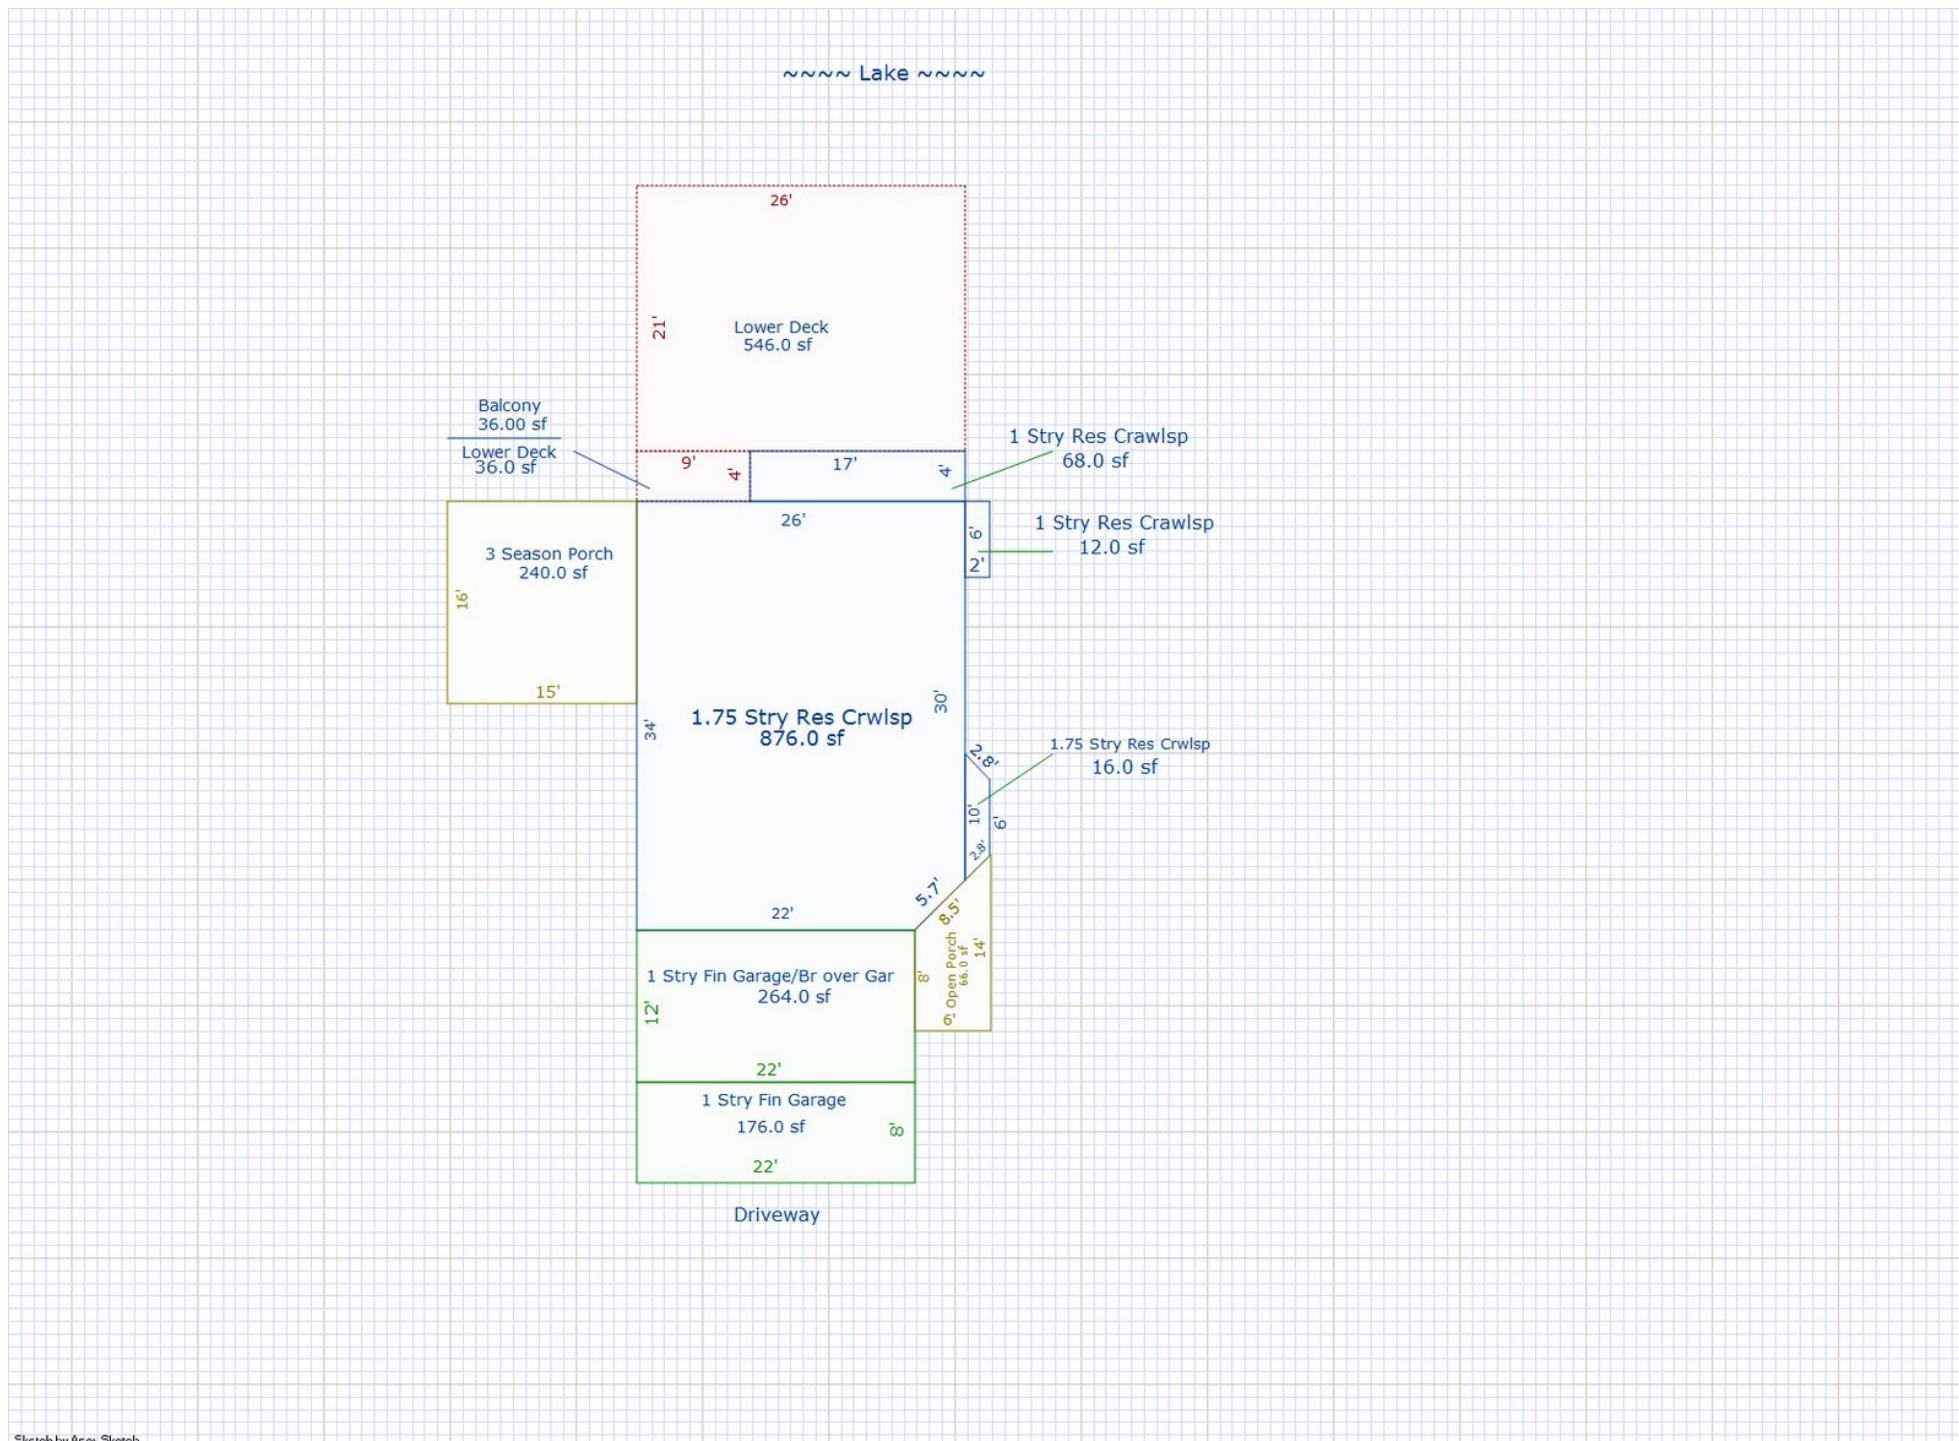 ~~~~ Lake ~~~~
26'
21'
Lower Deck
546.0 sf
Balcony
36.00 sf
Lower Deck
36.0 sf
9'
4'
17'
4'
1 Stry Res Crawlsp
68.0 sf
26'
6'
2'
1 Stry Res Crawlsp
12.0 sf
3 Season Porch
240.0 sf
16'
15'
34'
30'
1.75 Stry Res Crwlsp
876.0 sf
2.8'
10'
6'
2.8'
1.75 Stry Res Crwlsp
16.0 sf
22'
5.7'
8.5'
1 Stry Fin Garage/Br over Gar
264.0 sf
12'
22'
8'
Open Porch
66.0 sf
14'
6'
1 Stry Fin Garage
176.0 sf
8'
22'
Driveway
Sketch by Apex Sketch